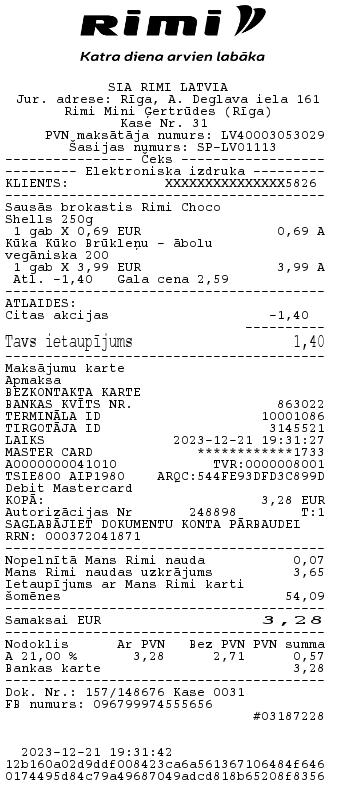 Rimi
Katra diena arvien labāka
SIA RIMI LATVIA
Jur. adrese: Rīga, A. Deglava iela 161
Rimi Mini Ģertrūdes (Rīga)
Kase Nr. 31
PVN maksātāja numurs: LV40003053029
Šasijas numurs: SP-LV01113
---------------- Čeks ----------------
--------- Elektroniska izdruka ---------
KLIENTS: XXXXXXXXXXXXXXX5826
Sausās brokastis Rimi Choco
Shells 250g
1 gab X 0,69 EUR 0,69 A
Kūka Kūko Brūkleņu - ābolu
vegāniska 200
1 gab X 3,99 EUR 3,99 A
Atl. -1,40 Gala cena 2,59
ATLAIDES:
Citas akcijas -1,40
Tavs ietaupījums 1,40
Maksājumu karte
Apmaksa
BEZKONTAKTA KARTE
BANKAS KVĪTS NR. 863022
TERMINĀLA ID 10001086
TIRGOTĀJA ID 3145521
LAIKS 2023-12-21 19:31:27
MASTER CARD ************1733
A0000000041010 TVR:0000008001
TSIE800 AIP1980 ARQC:544FE93DFD3C899D
Debit Mastercard
KOPĀ: 3,28 EUR
Autorizācijas Nr 248898 T:1
SAGLABĀJIET DOKUMENTU KONTA PĀRBAUDEI
RRN: 000372041871
Nopelnītā Mans Rimi nauda 0,07
Mans Rimi naudas uzkrājums 3,65
Ietaupījums ar Mans Rimi karti
šomēnes 54,09
Samaksai EUR 3,28
Nodoklis Ar PVN Bez PVN PVN summa
A 21,00 % 3,28 2,71 0,57
Bankas karte 3,28
Dok. Nr.: 157/148676 Kase 0031
FB numurs: 096799974555656
#03187228
2023-12-21 19:31:42
12b160a02d9ddf008423ca6a561367106484f646
0174495d84c79a49687049adcd818b65208f8356